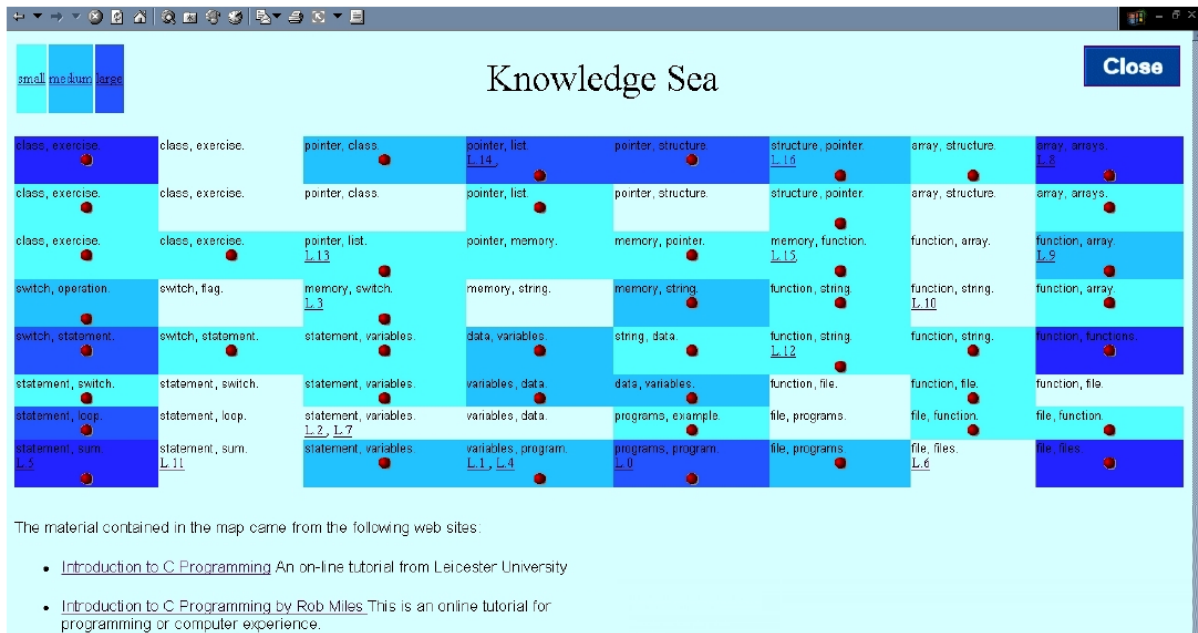 small medium large
Knowledge Sea
Close
class, exercise. class, exercise. pointer, class. pointer, list. pointer, structure. structure, pointer. array, structure. array, arrays.
L.14, L.16 L.8
class, exercise. class, exercise. pointer, class. pointer, list. pointer, structure. structure, pointer. array, structure. array, arrays.
class, exercise. class, exercise. pointer, list. pointer, memory. memory, pointer. memory, function. function, array. function, array.
L.13 L.15 L.9
switch, operation. switch, flag. memory, switch. memory, string. memory, string. function, string. function, string. function, array.
L.3 L.10
switch, statement. switch, statement. statement, variables. data, variables. string, data. function, string. function, string. function, functions.
L.12
statement, switch. statement, switch. statement, variables. variables, data. data, variables. function, file. function, file. function, file.
statement, loop. statement, loop. statement, variables. variables, data. programs, example. file, programs. file, function. file, function.
L.2, L.7
statement, sum. statement, sum. statement, variables. variables, program. programs, program. file, programs. file, files. file, files.
L.5 L.11 L.1, L.4 L.0 L.6
The material contained in the map came from the following web sites:
• Introduction to C Programming An on-line tutorial from Leicester University
• Introduction to C Programming by Rob Miles This is an online tutorial for
programming or computer experience.